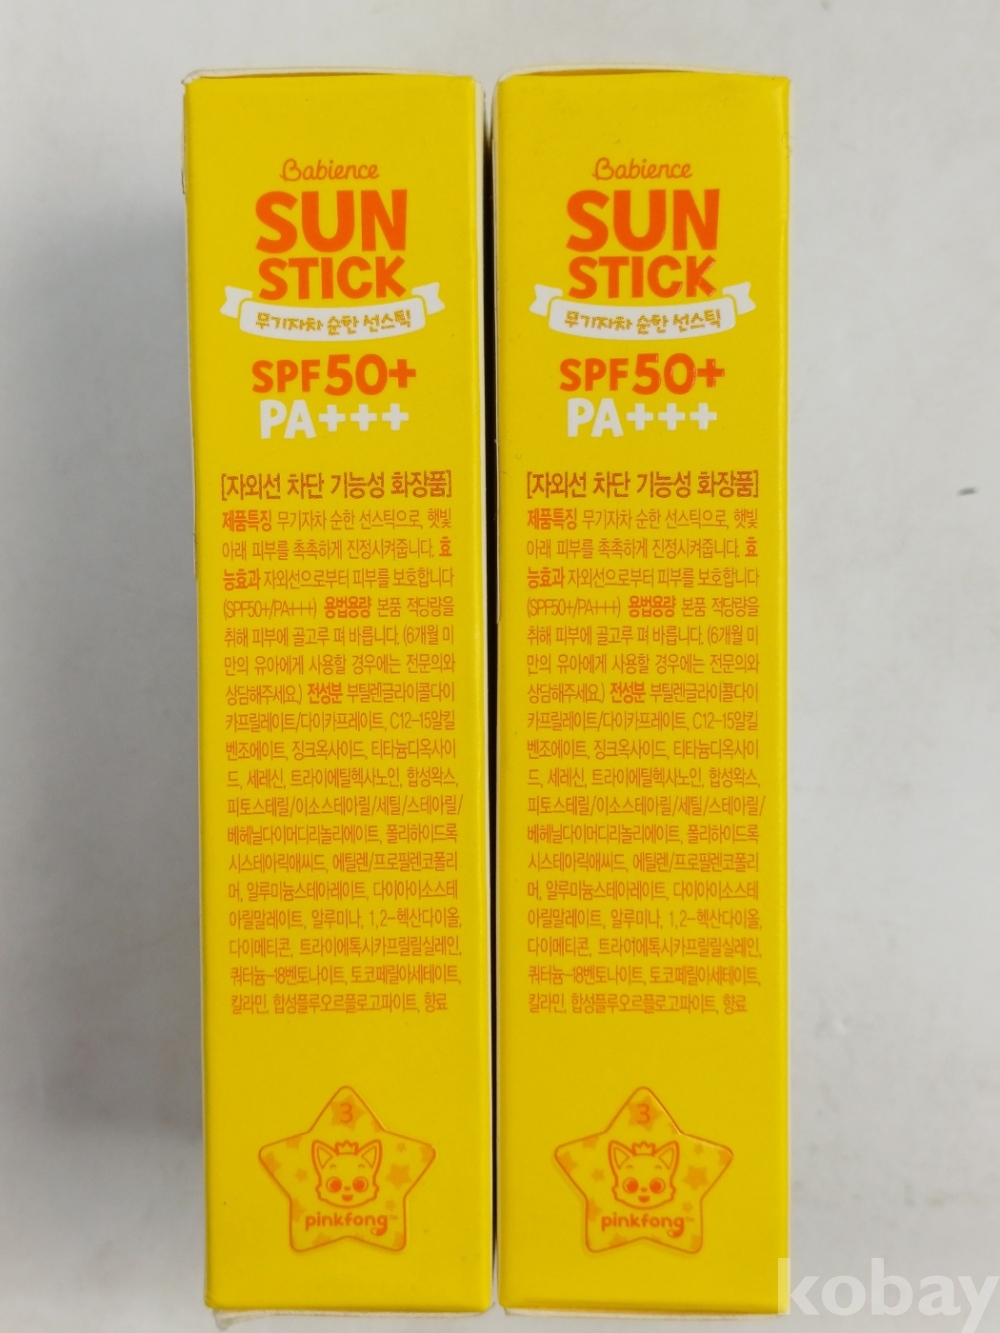 Babience
SUN
STICK
무기자차 순한 선스틱
SPF50+
PA+++
[자외선 차단 기능성 화장품]
제품특징 무기자차 순한 선스틱으로, 햇빛
아래 피부를 촉촉하게 진정시켜줍니다. 효
능효과 자외선으로부터 피부를 보호합니다
(SPF50+/PA+++) 용법용량 본품 적당량을
취해 피부에 골고루 펴 바릅니다. (6개월 미
만의 유아에게 사용할 경우에는 전문의와
상담해주세요.) 전성분 부틸렌글라이콜다이
카프릴레이트/다이카프레이트, C12-15알킬
벤조에이트, 징크옥사이드, 티타늄디옥사이
드, 세레신, 트라이에틸헥사노인, 합성왁스,
피토스테릴/이소스테아릴/세틸/스테아릴/
베헤닐다이머디리놀리에이트, 폴리하이드록
시스테아릭애씨드, 에틸렌/프로필렌코폴리
머, 알루미늄스테아레이트, 다이아이소스테
아릴말레이트, 알루미나, 1,2-헥산다이올,
다이메티콘, 트라이에톡시카프릴릴실레인,
쿼터늄-18벤토나이트, 토코페릴아세테이트,
칼라민, 합성플루오르플로고파이트, 향료
3
pinkfong™
Babience
SUN
STICK
무기자차 순한 선스틱
SPF50+
PA+++
[자외선 차단 기능성 화장품]
제품특징 무기자차 순한 선스틱으로, 햇빛
아래 피부를 촉촉하게 진정시켜줍니다. 효
능효과 자외선으로부터 피부를 보호합니다
(SPF50+/PA+++) 용법용량 본품 적당량을
취해 피부에 골고루 펴 바릅니다. (6개월 미
만의 유아에게 사용할 경우에는 전문의와
상담해주세요.) 전성분 부틸렌글라이콜다이
카프릴레이트/다이카프레이트, C12-15알킬
벤조에이트, 징크옥사이드, 티타늄디옥사이
드, 세레신, 트라이에틸헥사노인, 합성왁스,
피토스테릴/이소스테아릴/세틸/스테아릴/
베헤닐다이머디리놀리에이트, 폴리하이드록
시스테아릭애씨드, 에틸렌/프로필렌코폴리
머, 알루미늄스테아레이트, 다이아이소스테
아릴말레이트, 알루미나, 1,2-헥산다이올,
다이메티콘, 트라이에톡시카프릴릴실레인,
쿼터늄-18벤토나이트, 토코페릴아세테이트,
칼라민, 합성플루오르플로고파이트, 향료
3
pinkfong™
kobay